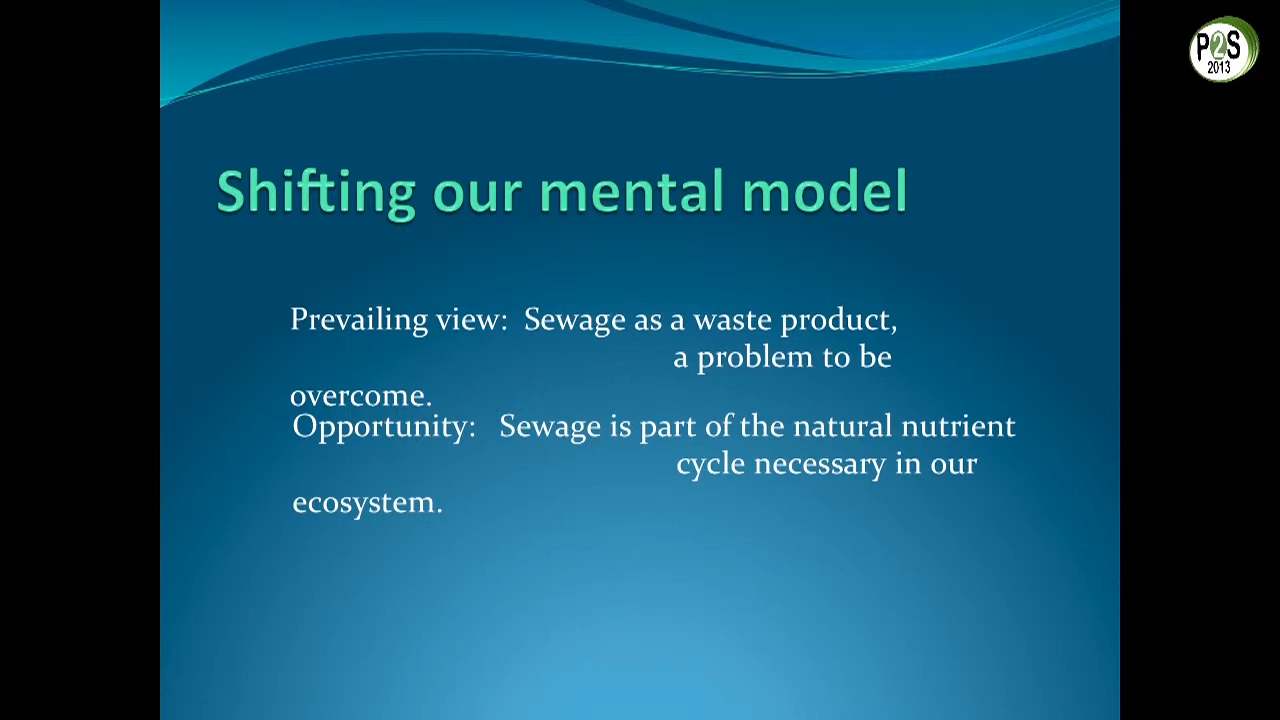 P2S
2013
Shifting our mental model
Prevailing view: Sewage as a waste product,
a problem to be
overcome.
Opportunity: Sewage is part of the natural nutrient
cycle necessary in our
ecosystem.